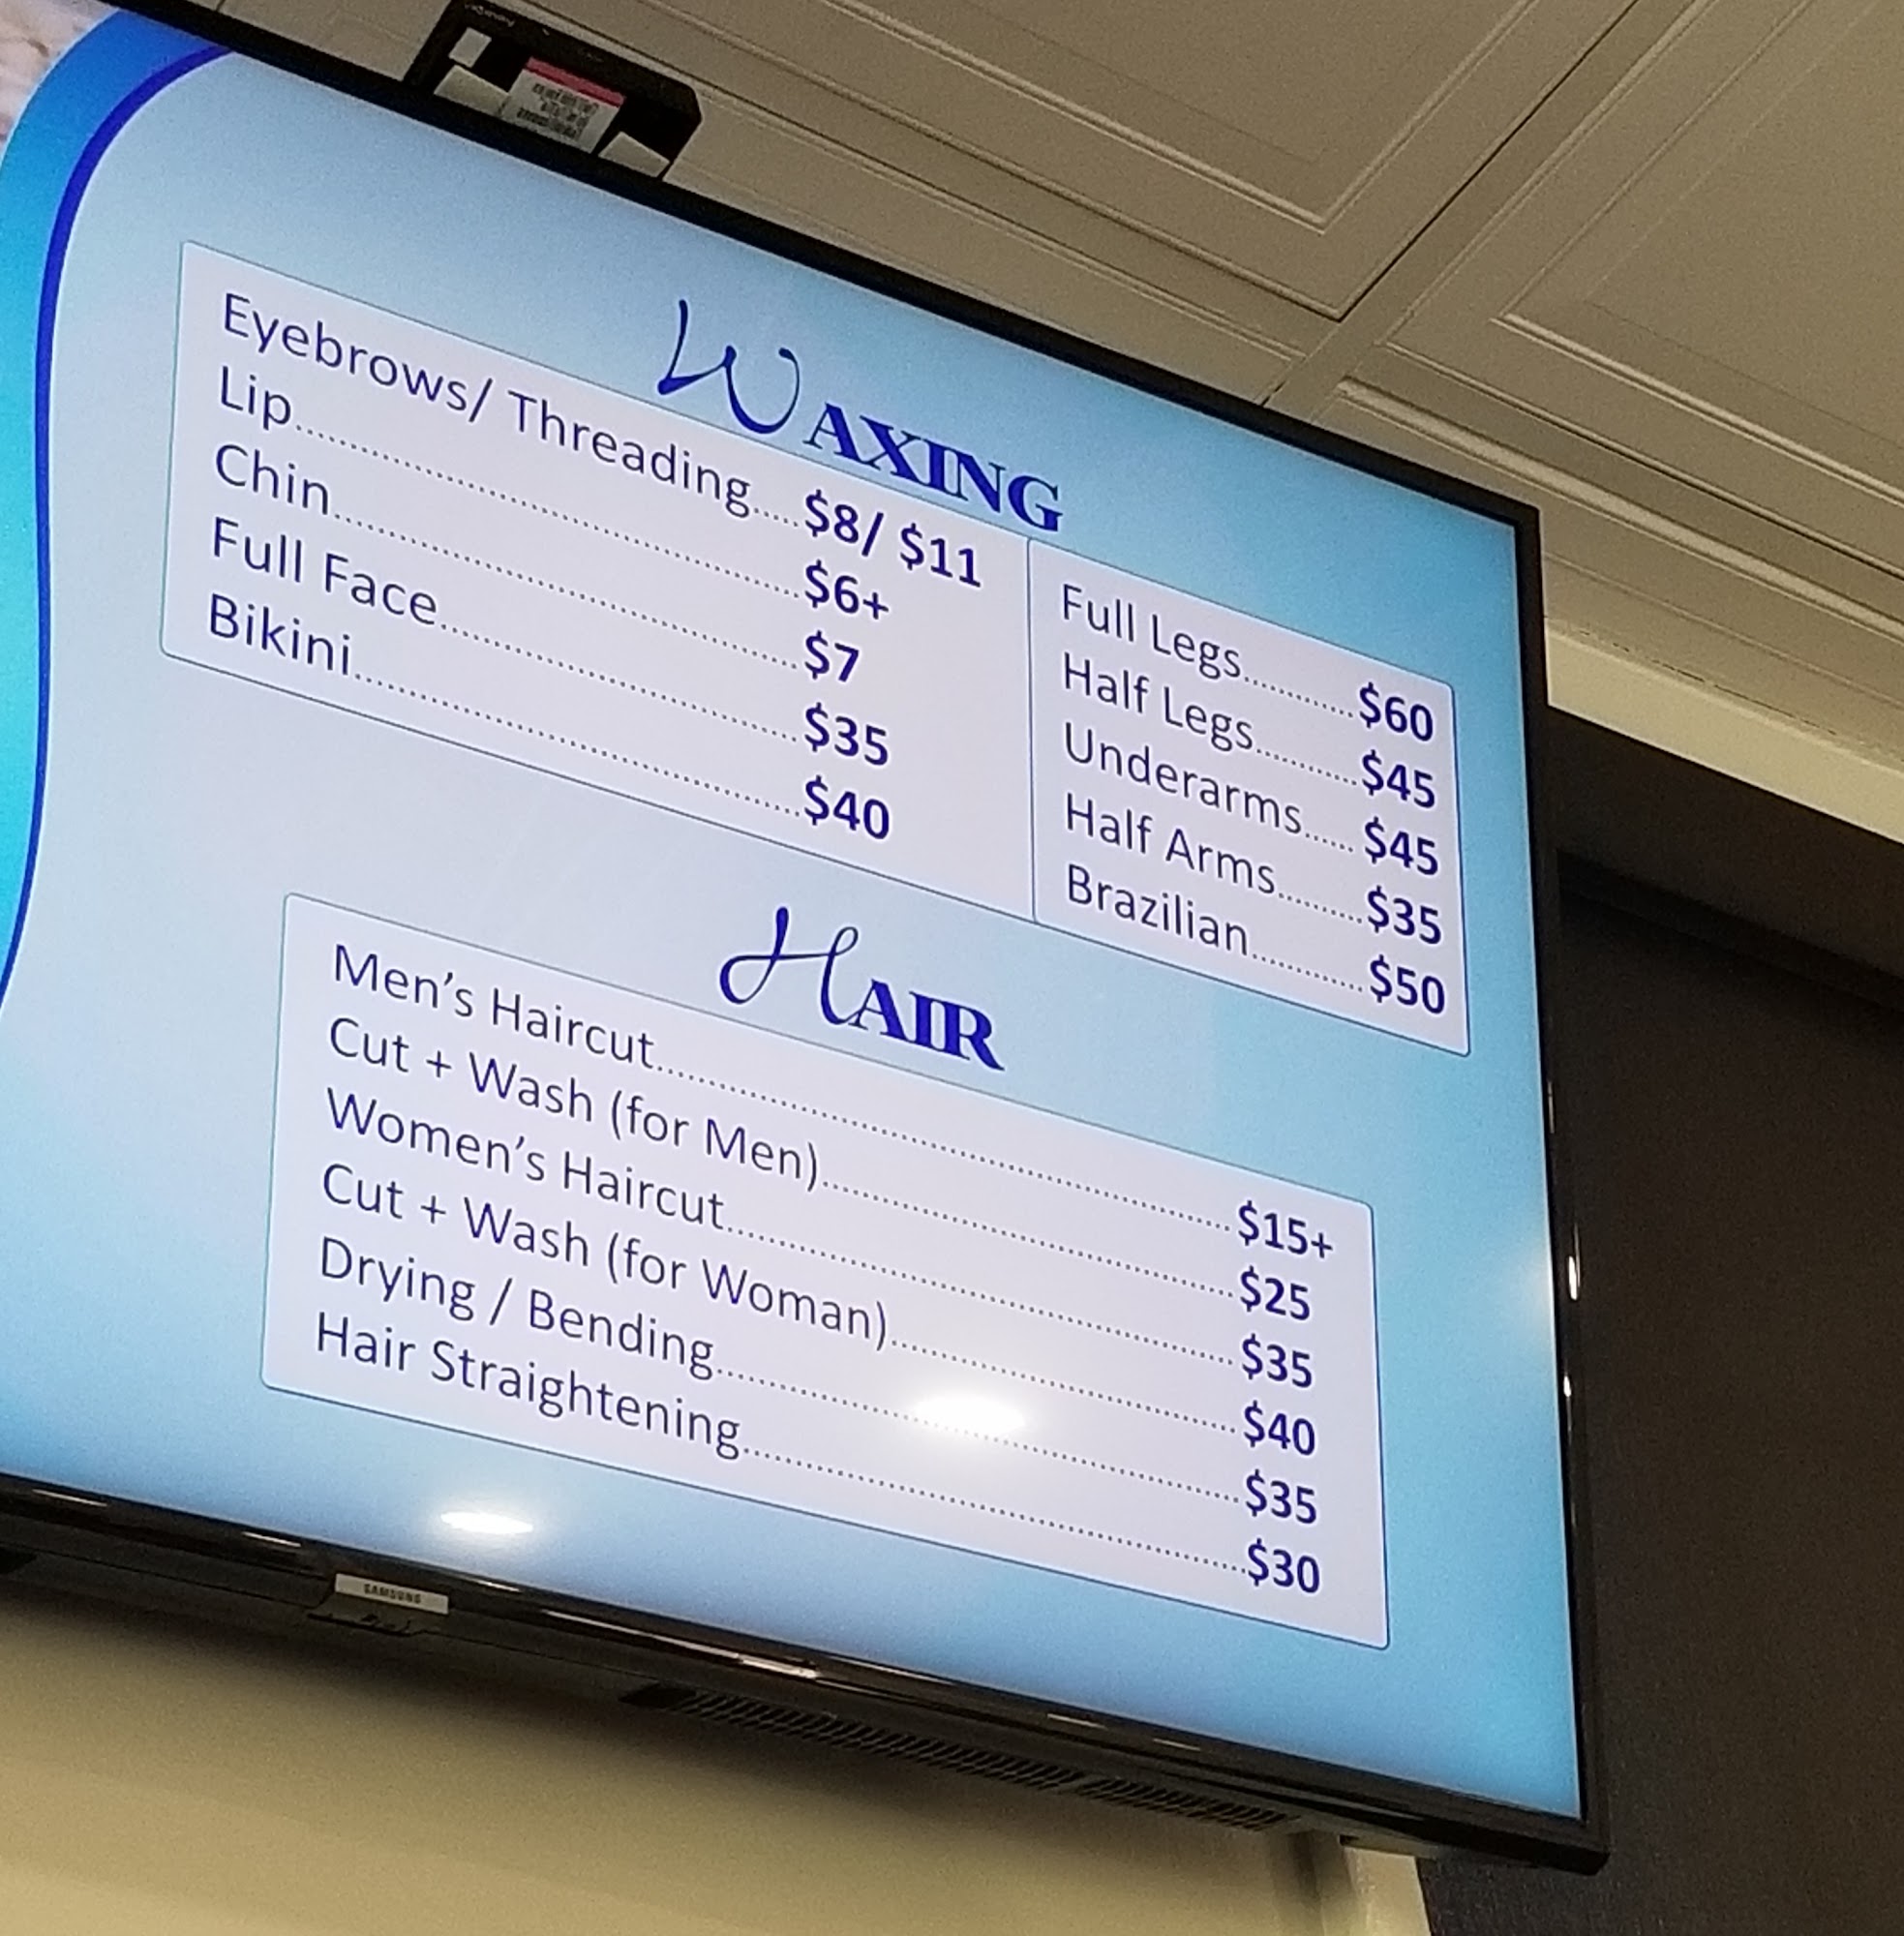 WAXING
Eyebrows/ Threading.....$8/ $11
Lip.......................................................$6+
Chin...................................................$7
Full Face.......................................$35
Bikini................................................$40
Full Legs............$60
Half Legs...........$45
Underarms......$45
Half Arms.........$35
Brazilian............$50
HAIR
Men's Haircut..............................................................$15+
Cut + Wash (for Men)............................................$25
Women's Haircut......................................................$35
Cut + Wash (for Woman).....................................$40
Drying / Bending.......................................................$35
Hair Straightening.....................................................$30
SAMSUNG